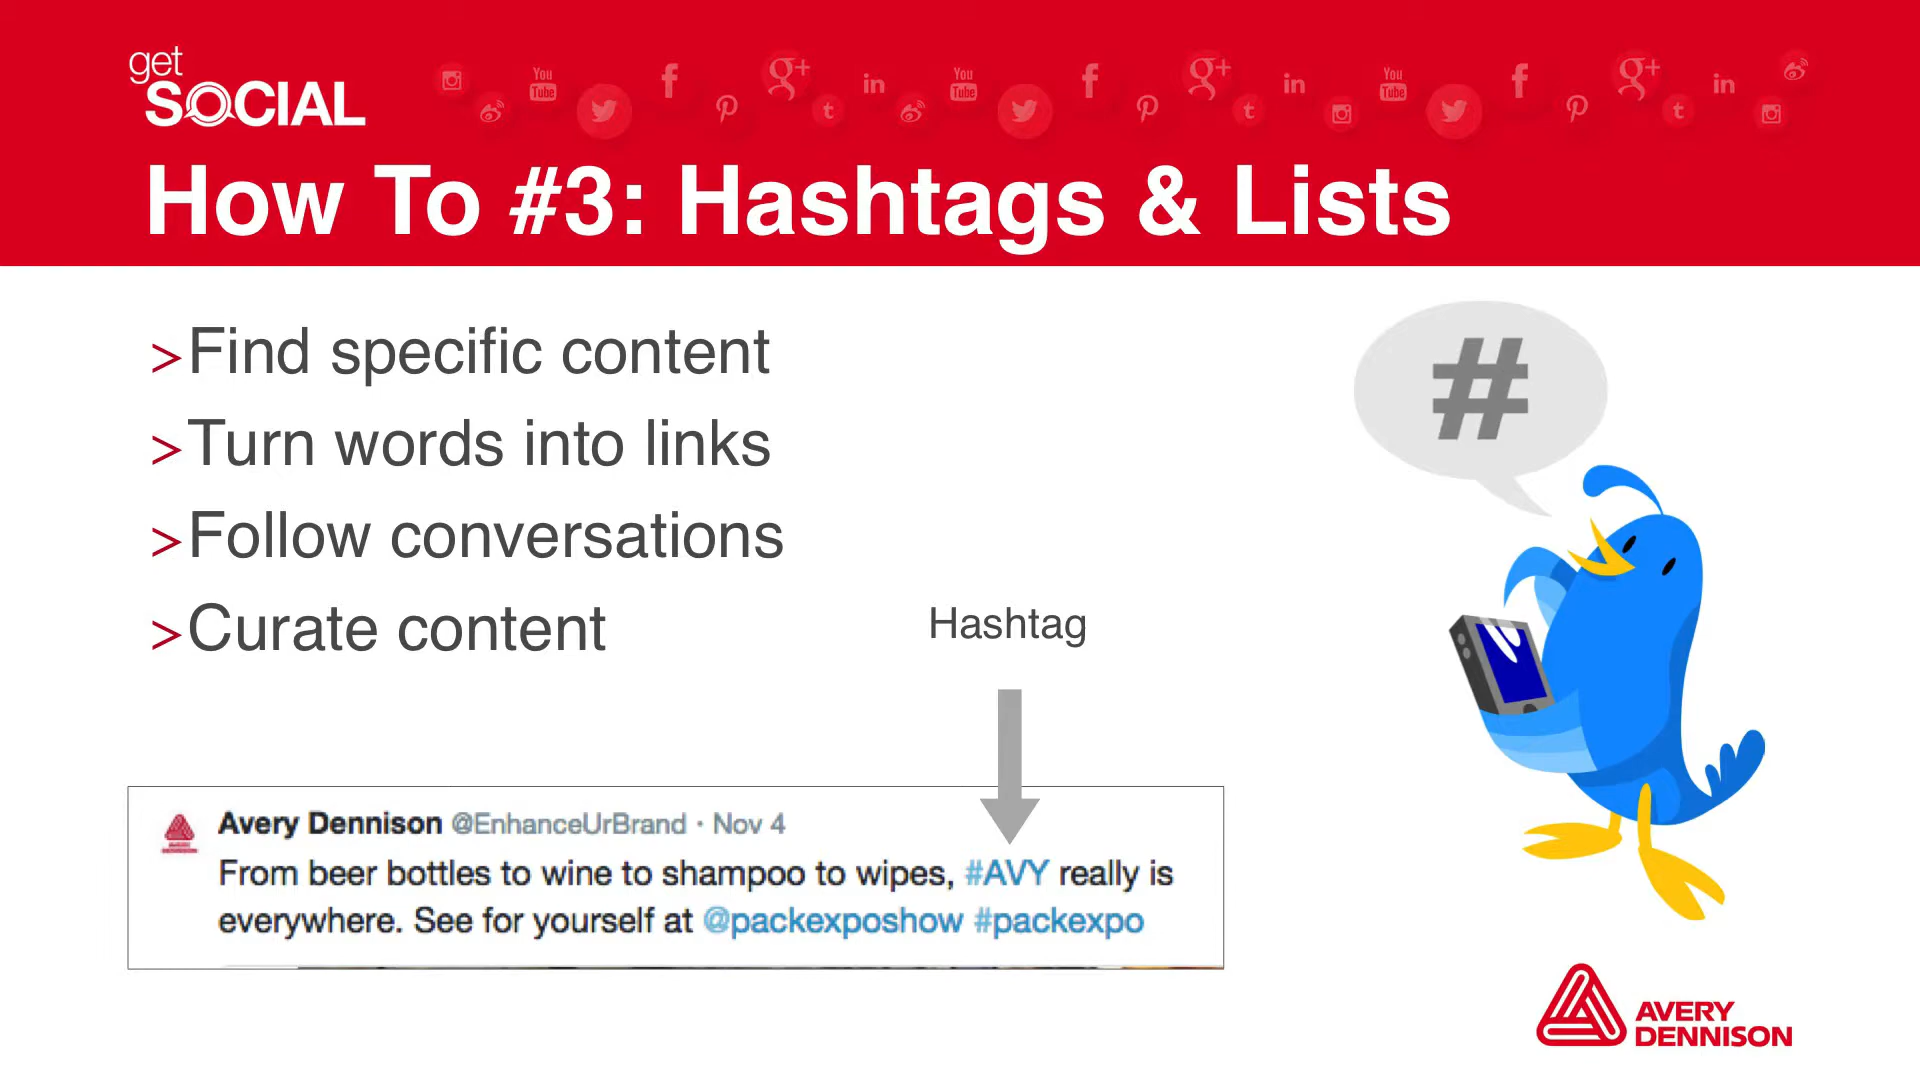 get
SOCIAL
How To #3: Hashtags & Lists
>Find specific content
>Turn words into links
>Follow conversations
>Curate content
#
Hashtag
Avery Dennison @EnhanceUrBrand · Nov 4
From beer bottles to wine to shampoo to wipes, #AVY really is
everywhere. See for yourself at @packexposhow #packexpo
AVERY
DENNISON